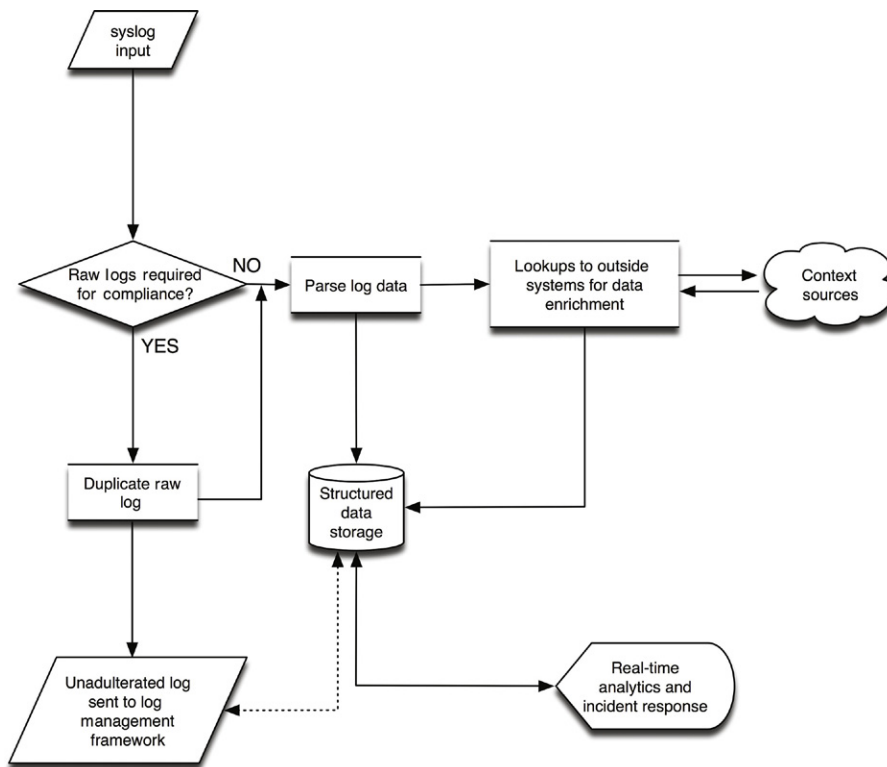 syslog
input
Raw logs required
for compliance?
NO
YES
Parse log data
Lookups to outside
systems for data
enrichment
Context
sources
Duplicate raw
log
Structured
data
storage
Unadulterated log
sent to log
management
framework
Real-time
analytics and
incident response